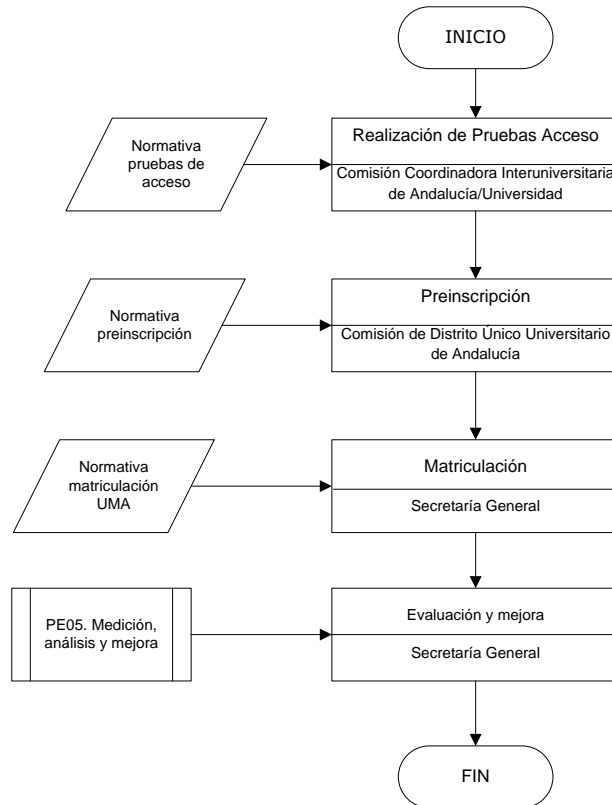 INICIO
Normativa
pruebas de
acceso
Realización de Pruebas Acceso
Comisión Coordinadora Interuniversitaria
de Andalucía/Universidad
Normativa
preinscripción
Preinscripción
Comisión de Distrito Único Universitario
de Andalucía
Normativa
matriculación
UMA
Matriculación
Secretaría General
PE05. Medición,
análisis y mejora
Evaluación y mejora
Secretaría General
FIN